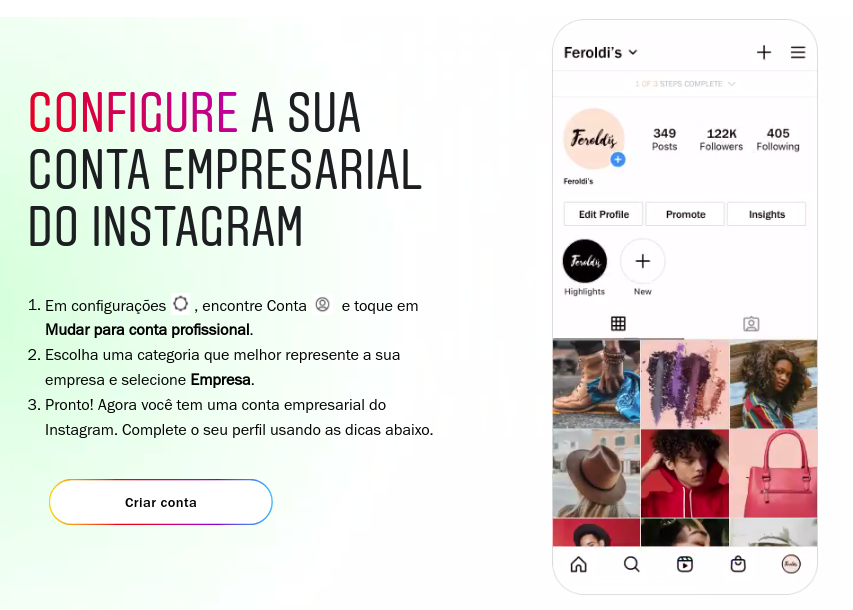 CONFIGURE A SUA
CONTA EMPRESARIAL
DO INSTAGRAM
1. Em configurações , encontre Conta e toque em
Mudar para conta profissional.
2. Escolha uma categoria que melhor represente a sua
empresa e selecione Empresa.
3. Pronto! Agora você tem uma conta empresarial do
Instagram. Complete o seu perfil usando as dicas abaixo.
Criar conta
Feroldi's
1 OF 3 STEPS COMPLETE
Feroldis
349 122K 405
Posts Followers Following
Feroldi's
Edit Profile Promote Insights
Feroldis
Highlights New